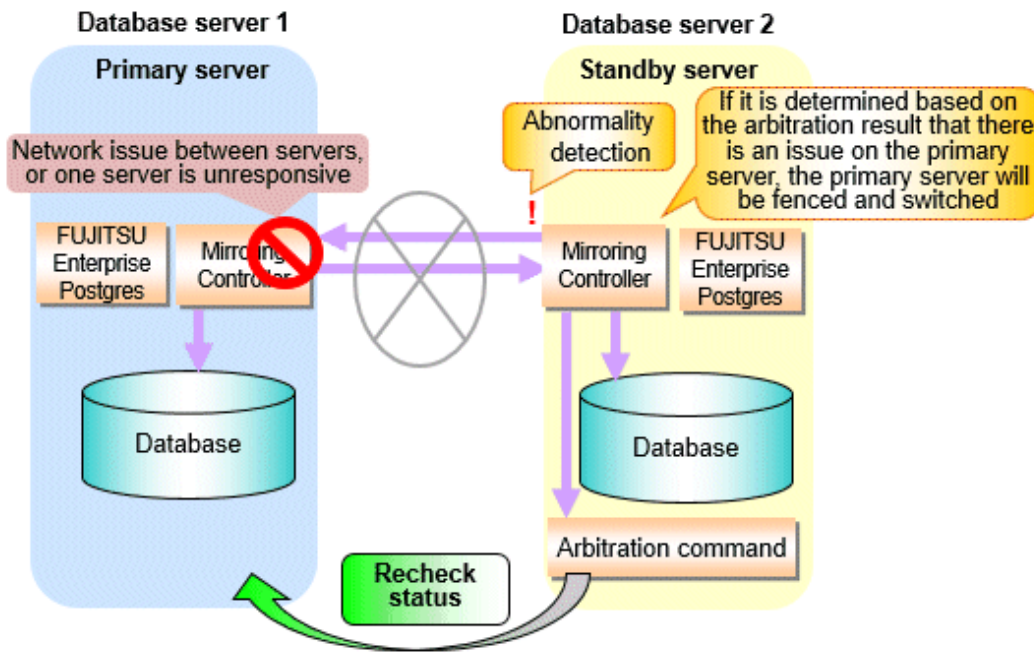 Database server 1
Database server 2
Primary server
Standby server
Network issue between servers,
or one server is unresponsive
Abnormality
detection
If it is determined based on
the arbitration result that there
is an issue on the primary
server, the primary server will
be fenced and switched
!
FUJITSU
Enterprise
Postgres
Mirroring
Controller
Mirroring
Controller
FUJITSU
Enterprise
Postgres
Database
Database
Arbitration command
Recheck
status